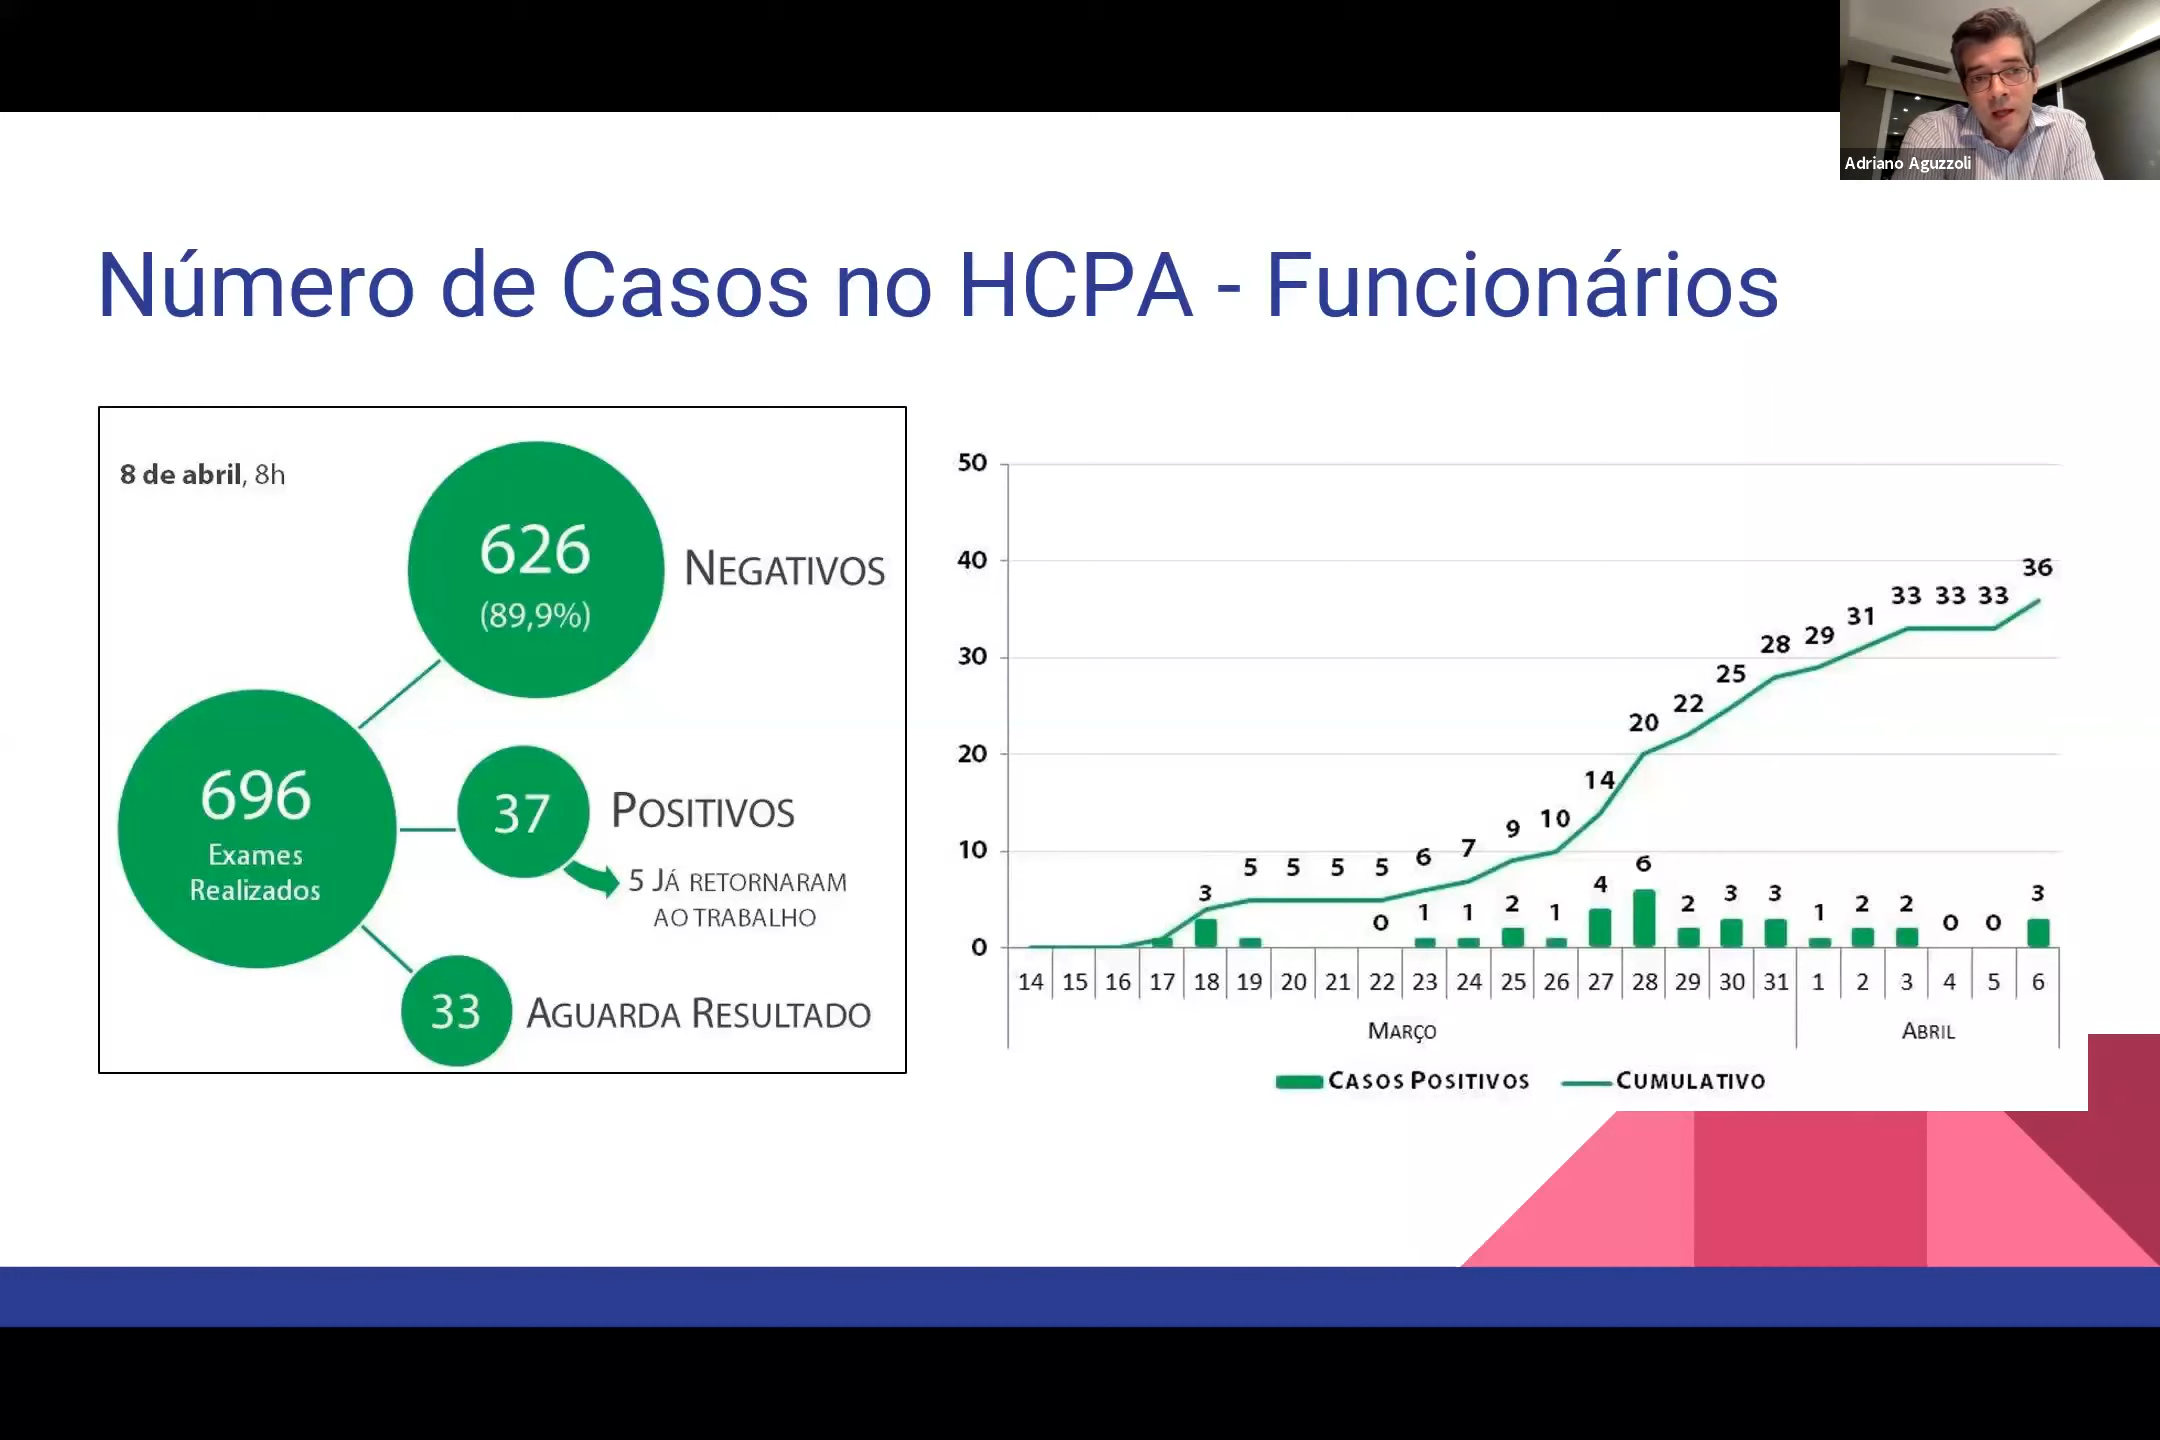 Adriano Aguzzoli
Número de Casos no HCPA - Funcionários
8 de abril, 8h
626
(89,9%)
NEGATIVOS
696
Exames
Realizados
37
POSITIVOS
5 JÁ RETORNARAM
AO TRABALHO
33
AGUARDA RESULTADO
50
40
30
20
10
0
3 5 5 5 5 6 7 9 10 14 20 22 25 28 29 31 33 33 33 36
0 1 1 2 1 4 6 2 3 3 1 2 2 0 0 3
14 15 16 17 18 19 20 21 22 23 24 25 26 27 28 29 30 31 1 2 3 4 5 6
MARÇO ABRIL
CASOS POSITIVOS CUMULATIVO